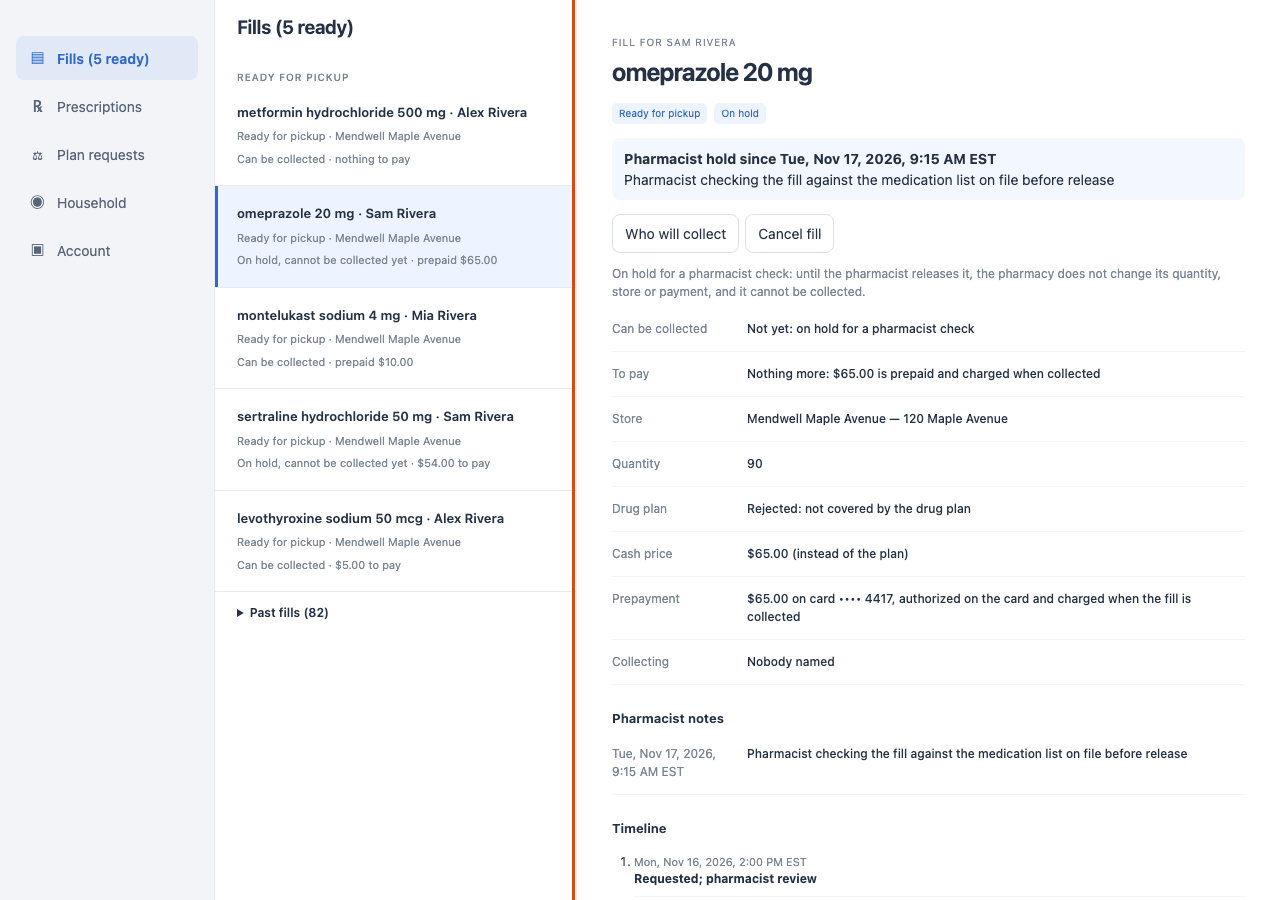 Fills (5 ready)
℞ Prescriptions
Plan requests
Household
Account
Fills (5 ready)
READY FOR PICKUP
metformin hydrochloride 500 mg · Alex Rivera
Ready for pickup · Mendwell Maple Avenue
Can be collected · nothing to pay
omeprazole 20 mg · Sam Rivera
Ready for pickup · Mendwell Maple Avenue
On hold, cannot be collected yet · prepaid $65.00
montelukast sodium 4 mg · Mia Rivera
Ready for pickup · Mendwell Maple Avenue
Can be collected · prepaid $10.00
sertraline hydrochloride 50 mg · Sam Rivera
Ready for pickup · Mendwell Maple Avenue
On hold, cannot be collected yet · $54.00 to pay
levothyroxine sodium 50 mcg · Alex Rivera
Ready for pickup · Mendwell Maple Avenue
Can be collected · $5.00 to pay
Past fills (82)
FILL FOR SAM RIVERA
omeprazole 20 mg
Ready for pickup On hold
Pharmacist hold since Tue, Nov 17, 2026, 9:15 AM EST
Pharmacist checking the fill against the medication list on file before release
Who will collect Cancel fill
On hold for a pharmacist check: until the pharmacist releases it, the pharmacy does not change its quantity,
store or payment, and it cannot be collected.
Can be collected Not yet: on hold for a pharmacist check
To pay Nothing more: $65.00 is prepaid and charged when collected
Store Mendwell Maple Avenue — 120 Maple Avenue
Quantity 90
Drug plan Rejected: not covered by the drug plan
Cash price $65.00 (instead of the plan)
Prepayment $65.00 on card •••• 4417, authorized on the card and charged when the fill is
collected
Collecting Nobody named
Pharmacist notes
Tue, Nov 17, 2026, Pharmacist checking the fill against the medication list on file before release
9:15 AM EST
Timeline
1. Mon, Nov 16, 2026, 2:00 PM EST
Requested; pharmacist review